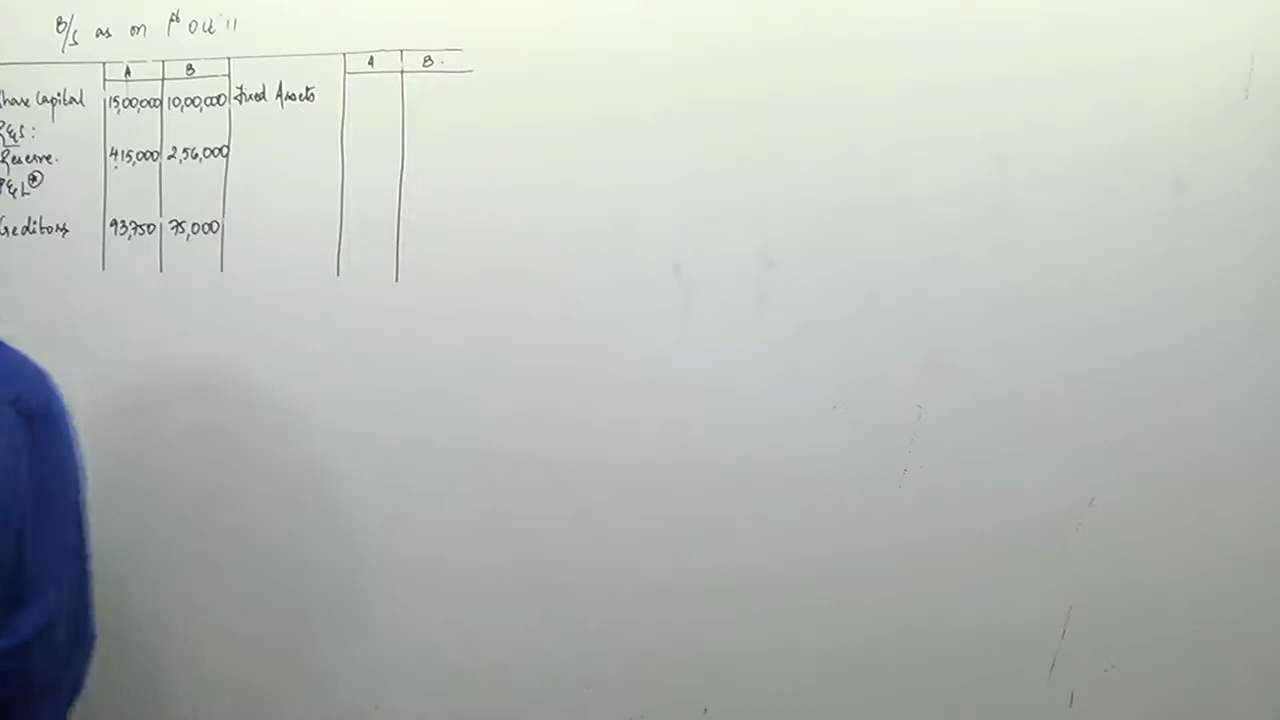 B/S as on 1st Oct '11
A B A B.
Share Capital 15,00,000 10,00,000 Fixed Assets
R&S:
Reserve. 415,000 2,56,000
P&L *
Creditors 93,750 75,000